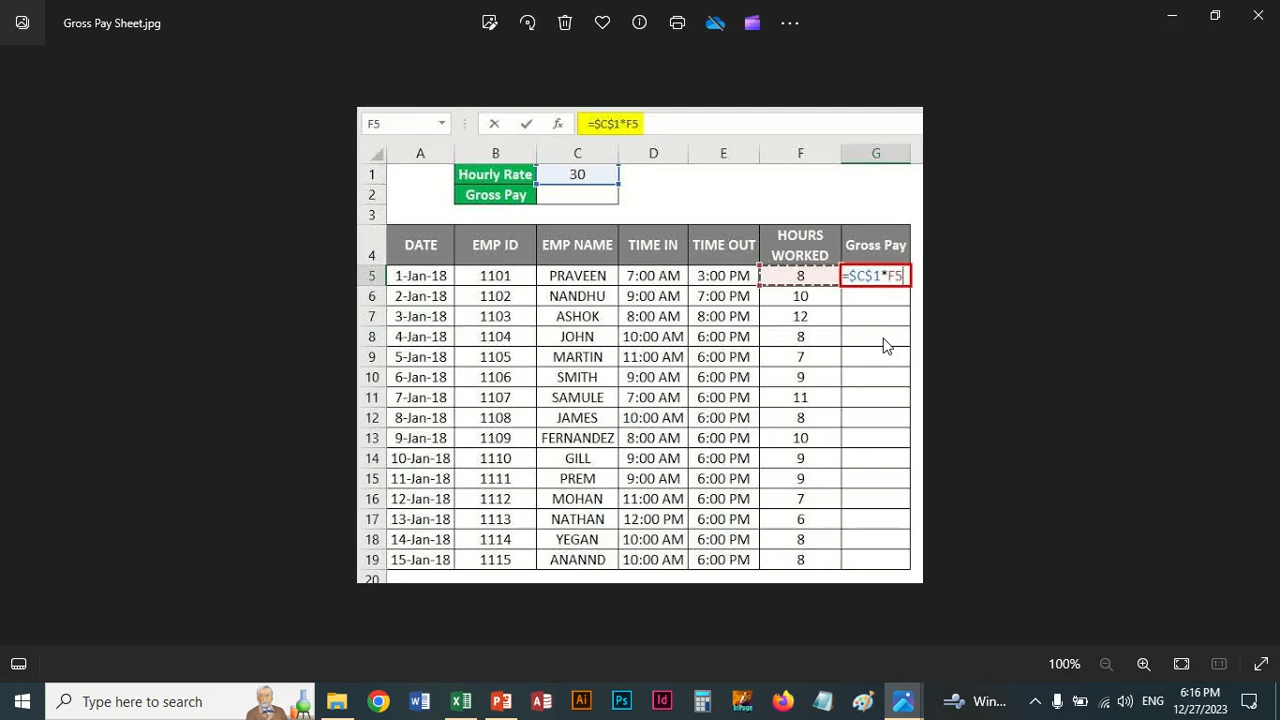 Gross Pay Sheet.jpg
F5 fx =$C$1*F5
A B C D E F G
1 Hourly Rate 30
2 Gross Pay
3
4 DATE EMP ID EMP NAME TIME IN TIME OUT HOURS WORKED Gross Pay
5 1-Jan-18 1101 PRAVEEN 7:00 AM 3:00 PM 8 =$C$1*F5
6 2-Jan-18 1102 NANDHU 9:00 AM 7:00 PM 10
7 3-Jan-18 1103 ASHOK 8:00 AM 8:00 PM 12
8 4-Jan-18 1104 JOHN 10:00 AM 6:00 PM 8
9 5-Jan-18 1105 MARTIN 11:00 AM 6:00 PM 7
10 6-Jan-18 1106 SMITH 9:00 AM 6:00 PM 9
11 7-Jan-18 1107 SAMULE 7:00 AM 6:00 PM 11
12 8-Jan-18 1108 JAMES 10:00 AM 6:00 PM 8
13 9-Jan-18 1109 FERNANDEZ 8:00 AM 6:00 PM 10
14 10-Jan-18 1110 GILL 9:00 AM 6:00 PM 9
15 11-Jan-18 1111 PREM 9:00 AM 6:00 PM 9
16 12-Jan-18 1112 MOHAN 11:00 AM 6:00 PM 7
17 13-Jan-18 1113 NATHAN 12:00 PM 6:00 PM 6
18 14-Jan-18 1114 YEGAN 10:00 AM 6:00 PM 8
19 15-Jan-18 1115 ANANND 10:00 AM 6:00 PM 8
20
100%
Type here to search Win... ENG 6:16 PM
12/27/2023